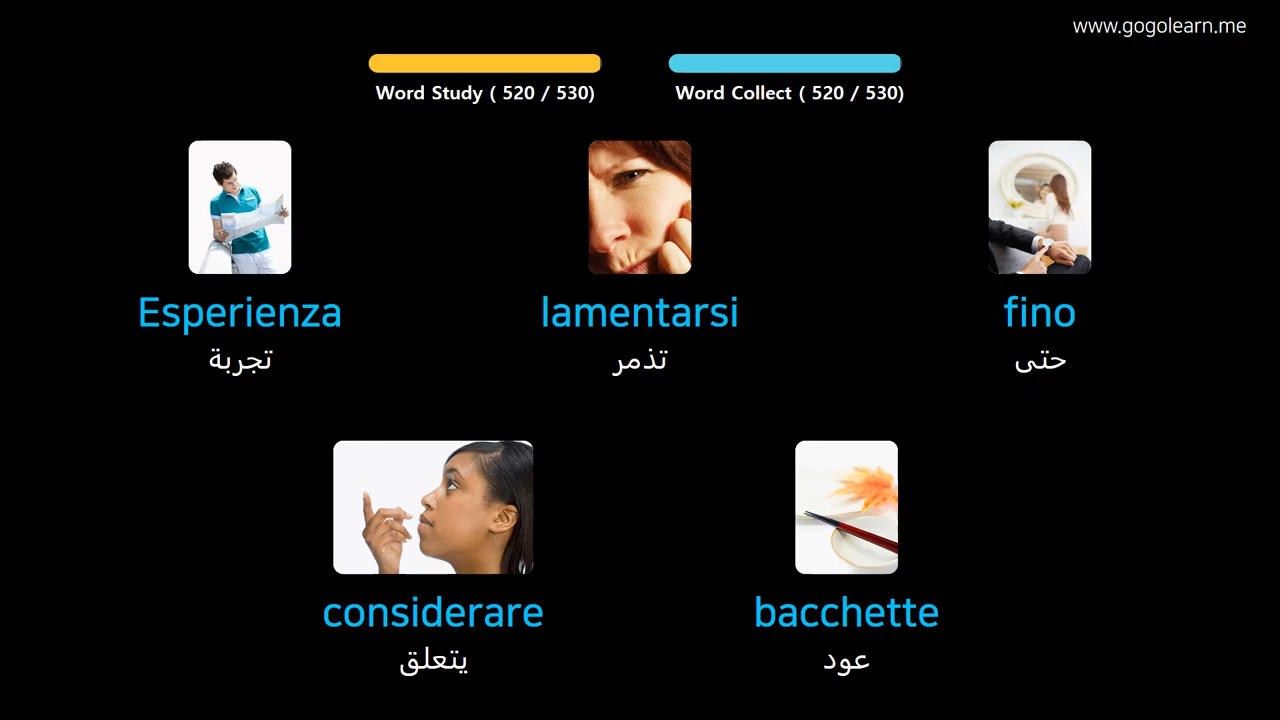 www.gogolearn.me
Word Study ( 520 / 530)
Word Collect ( 520 / 530)
Esperienza
تجربة
lamentarsi
تذمر
fino
حتى
considerare
يتعلق
bacchette
عود